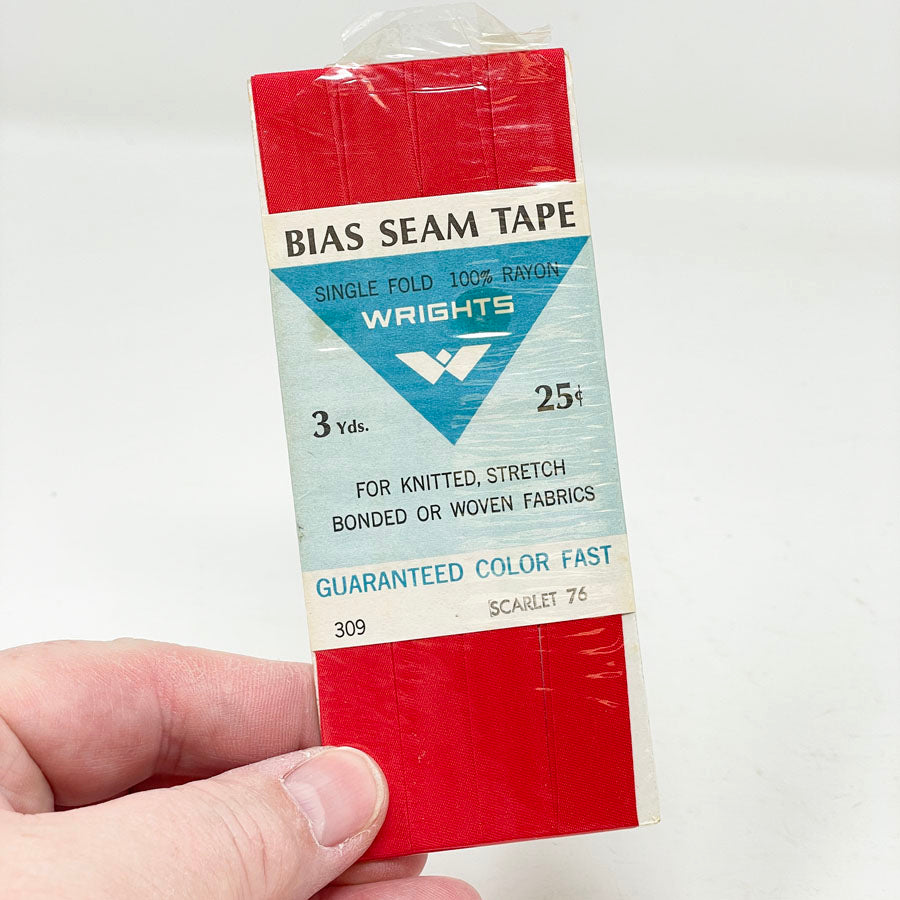 BIAS SEAM TAPE
SINGLE FOLD 100% RAYON
WRIGHTS
3 Yds.
25¢
FOR KNITTED, STRETCH
BONDED OR WOVEN FABRICS
GUARANTEED COLOR FAST
SCARLET 76
309